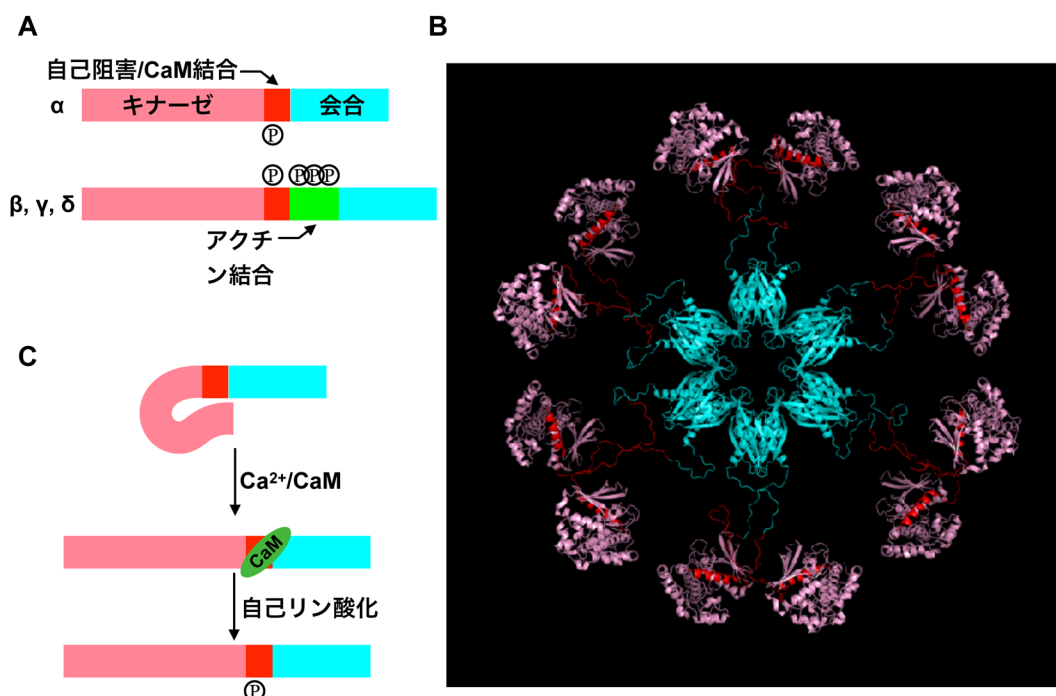 A
自己阻害/CaM結合
α キナーゼ 会合
P
P PPP
β, γ, δ
アクチ
ン結合
B
C
Ca²⁺/CaM
CaM
自己リン酸化
P